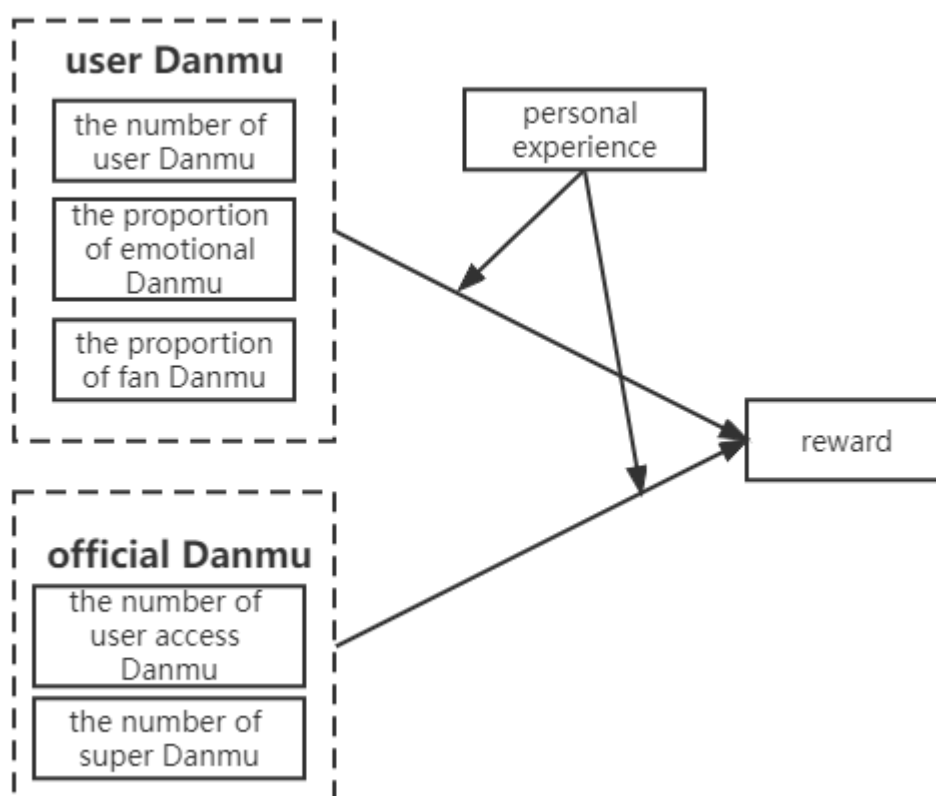 user Danmu
the number of
user Danmu
the proportion
of emotional
Danmu
the proportion
of fan Danmu
personal
experience
reward
official Danmu
the number of
user access
Danmu
the number of
super Danmu